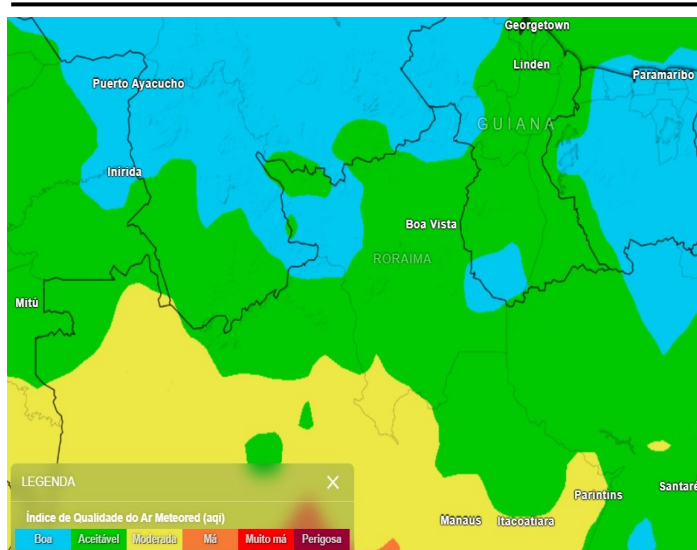 Georgetown
Linden
Paramaribo
Puerto Ayacucho
GUIANA
Inírida
Boa Vista
RORAIMA
Mitú
LEGENDA
X
Índice de Qualidade do Ar Meteored (aqi)
Boa Aceitável Moderada Má Muito má Perigosa
Manaus Itacoatiara
Parintins
Santaré